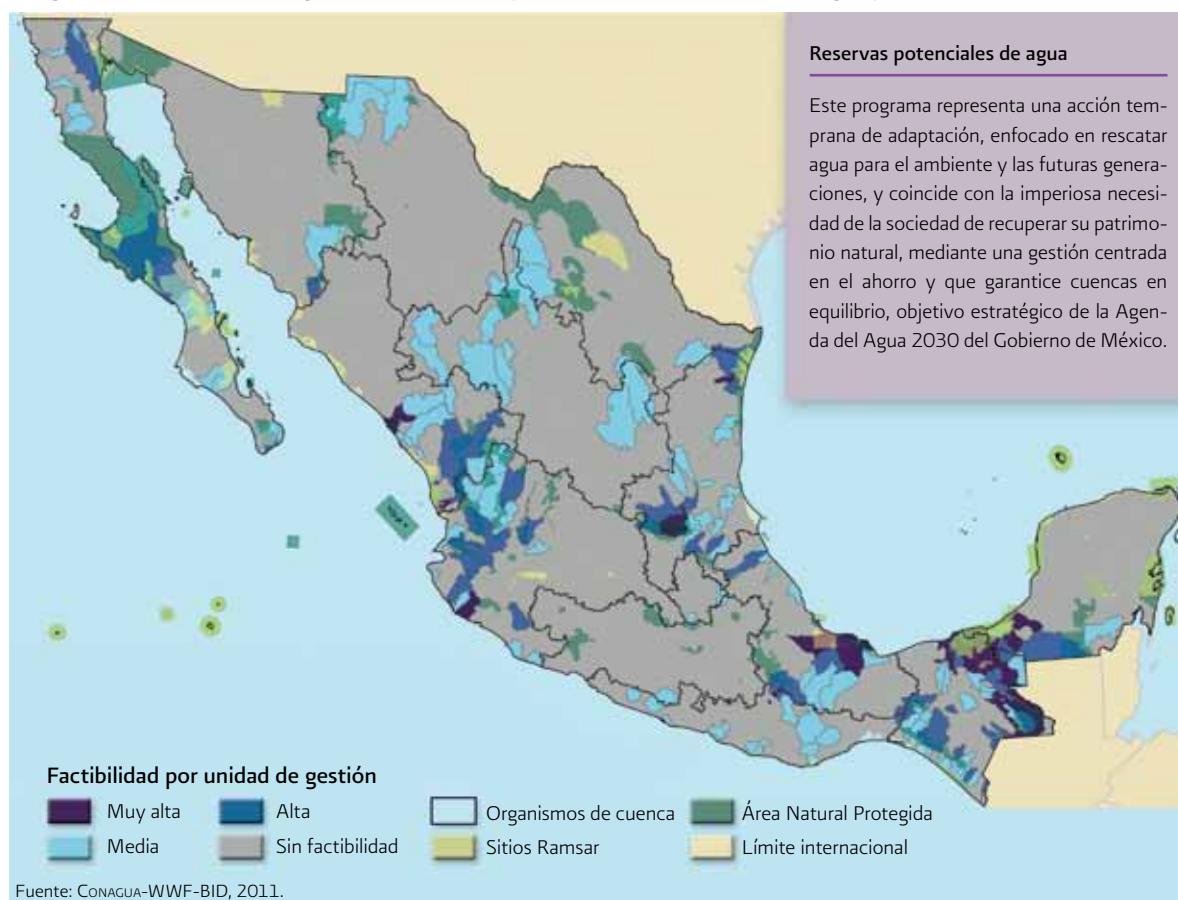 Reservas potenciales de agua
Este programa representa una acción tem-
prana de adaptación, enfocado en rescatar
agua para el ambiente y las futuras genera-
ciones, y coincide con la imperiosa necesi-
dad de la sociedad de recuperar su patrimo-
nio natural, mediante una gestión centrada
en el ahorro y que garantice cuencas en
equilibrio, objetivo estratégico de la Agen-
da del Agua 2030 del Gobierno de México.
Factibilidad por unidad de gestión
Muy alta
Alta
Organismos de cuenca
Área Natural Protegida
Media
Sin factibilidad
Sitios Ramsar
Límite internacional
Fuente: CONAGUA-WWF-BID, 2011.